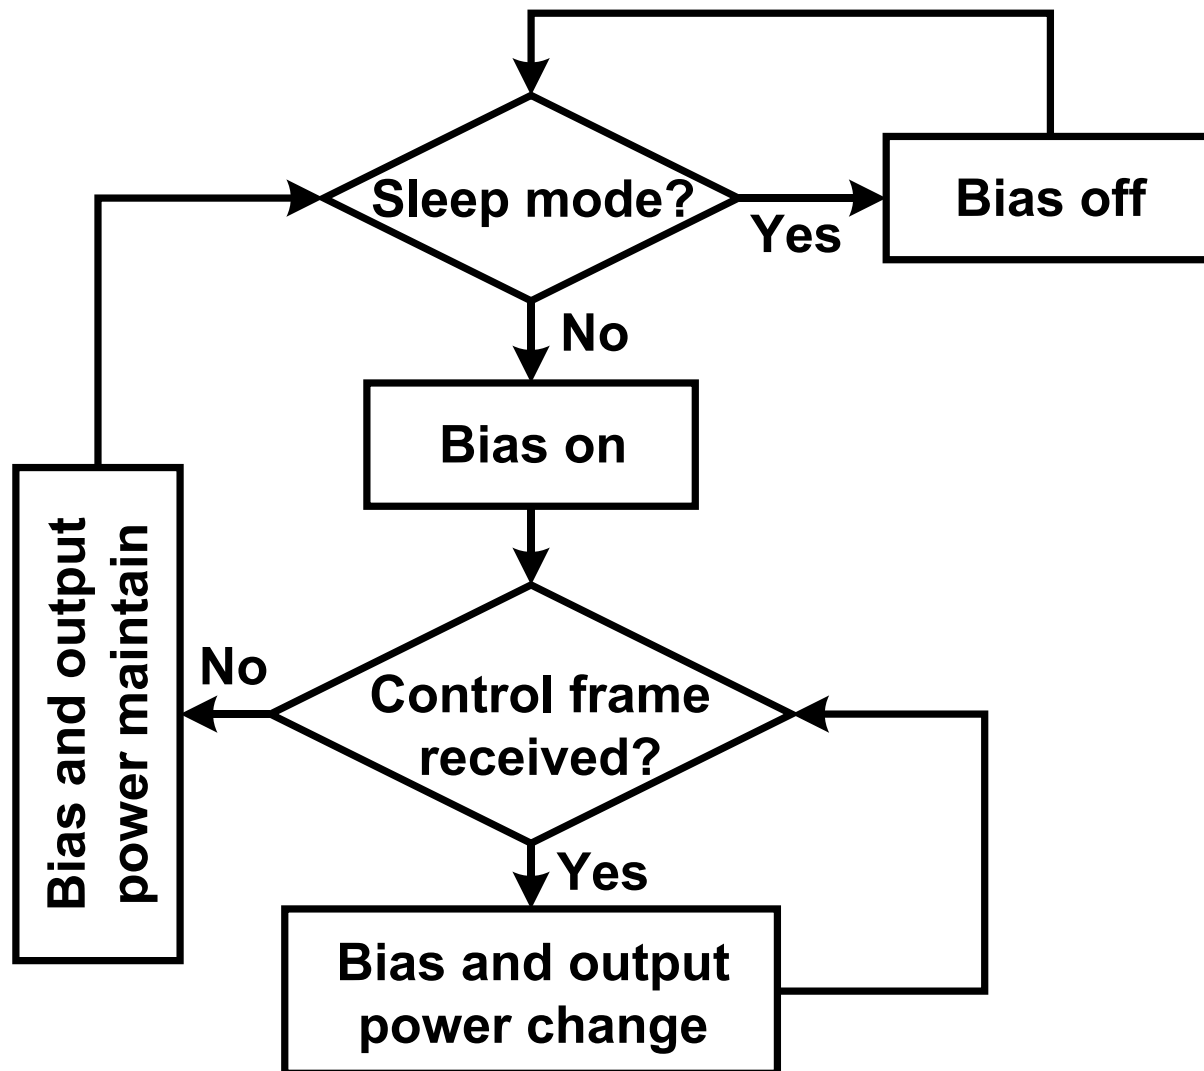 Sleep mode?
Yes
Bias off
No
Bias on
Bias and output
power maintain
No
Control frame
received?
Yes
Bias and output
power change